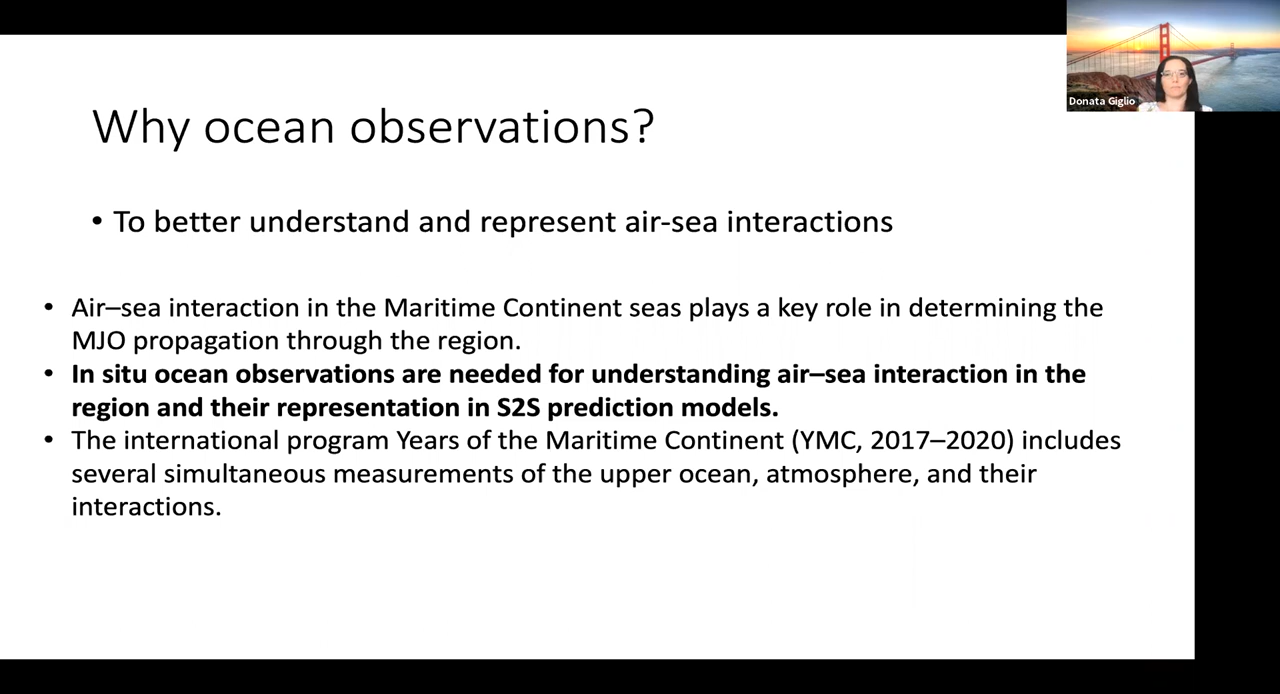 Donata Giglio
Why ocean observations?
• To better understand and represent air-sea interactions
• Air–sea interaction in the Maritime Continent seas plays a key role in determining the
MJO propagation through the region.
• In situ ocean observations are needed for understanding air–sea interaction in the
region and their representation in S2S prediction models.
• The international program Years of the Maritime Continent (YMC, 2017–2020) includes
several simultaneous measurements of the upper ocean, atmosphere, and their
interactions.